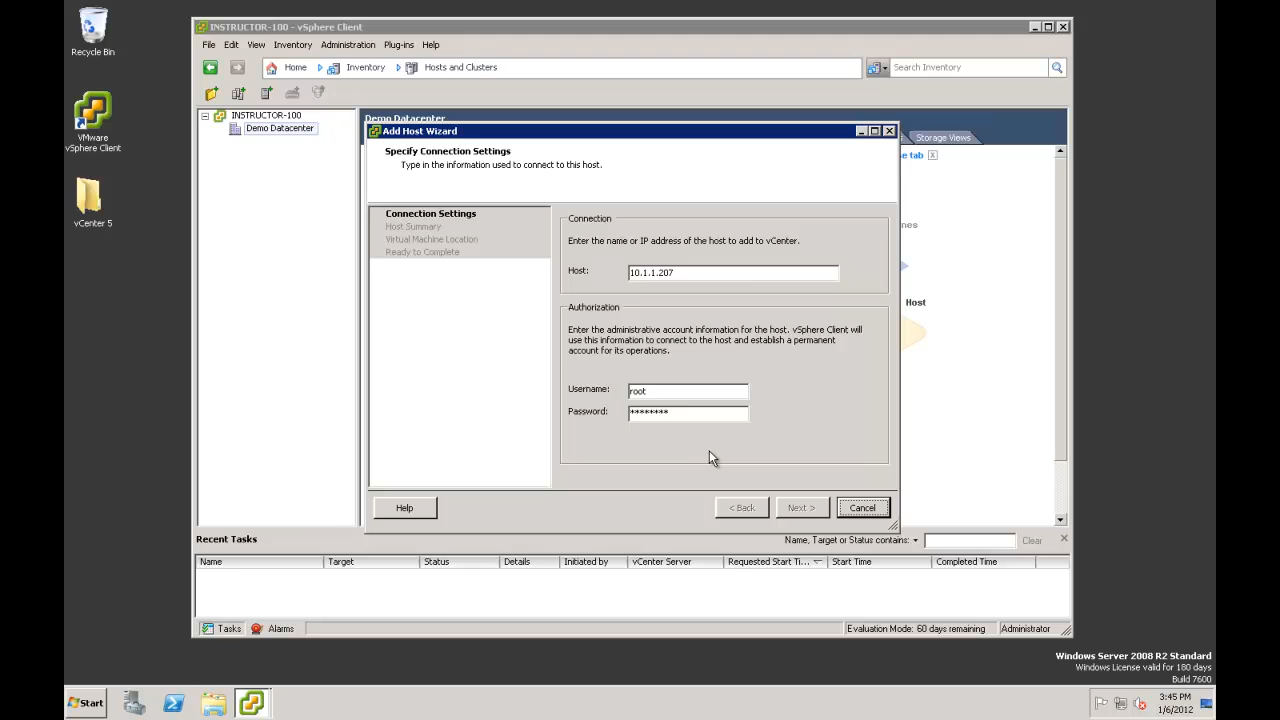 Recycle Bin
VMware
vSphere Client
vCenter 5
INSTRUCTOR-100 - vSphere Client
File Edit View Inventory Administration Plug-ins Help
Home Inventory Hosts and Clusters
Search Inventory
INSTRUCTOR-100
Demo Datacenter
Demo Datacenter
Storage Views
se tab
nes
Host
Add Host Wizard
Specify Connection Settings
Type in the information used to connect to this host.
Connection Settings
Host Summary
Virtual Machine Location
Ready to Complete
Connection
Enter the name or IP address of the host to add to vCenter.
Host: 10.1.1.207
Authorization
Enter the administrative account information for the host. vSphere Client will
use this information to connect to the host and establish a permanent
account for its operations.
Username: root
Password: ********
Help < Back Next > Cancel
Recent Tasks
Name, Target or Status contains: Clear
Name Target Status Details Initiated by vCenter Server Requested Start Ti... Start Time Completed Time
Tasks Alarms Evaluation Mode: 60 days remaining Administrator
Windows Server 2008 R2 Standard
Windows License valid for 180 days
Build 7600
Start
3:45 PM
1/6/2012